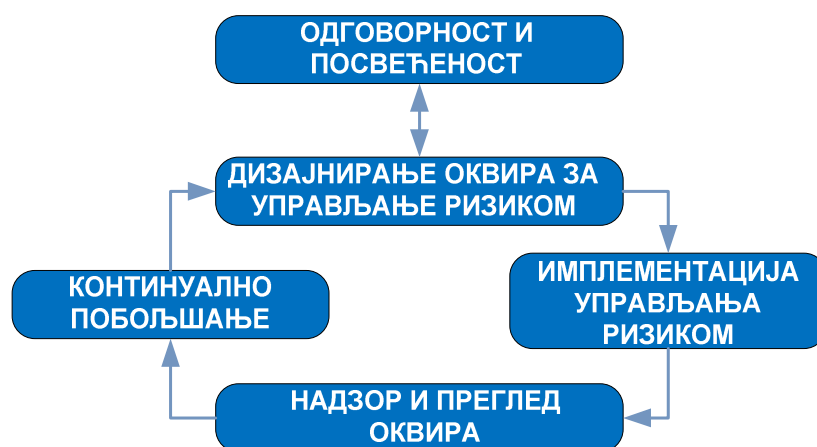 ОДГОВОРНОСТ И
ПОСВЕЋЕНОСТ
ДИЗАЈНИРАЊЕ ОКВИРА ЗА
УПРАВЉАЊЕ РИЗИКОМ
ИМПЛЕМЕНТАЦИЈА
УПРАВЉАЊА
РИЗИКОМ
КОНТИНУАЛНО
ПОБОЉШАЊЕ
НАДЗОР И ПРЕГЛЕД
ОКВИРА